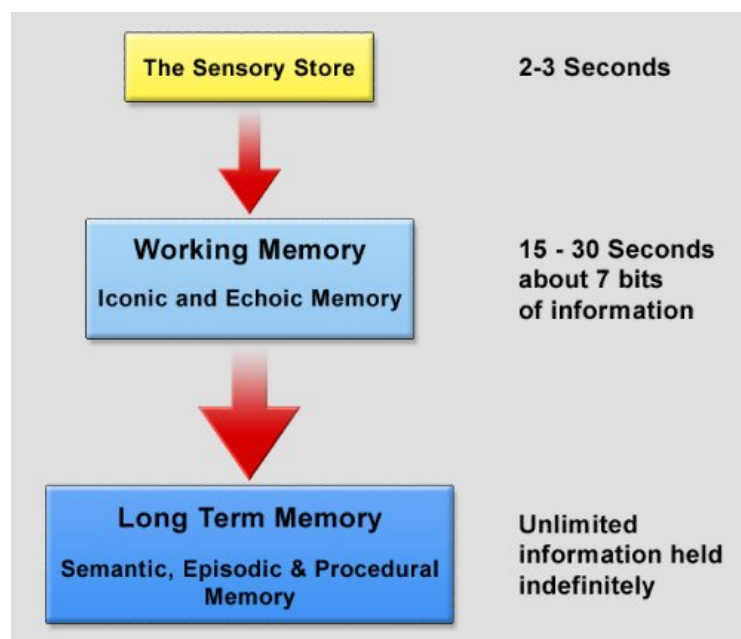 The Sensory Store
2-3 Seconds
Working Memory
Iconic and Echoic Memory
15 - 30 Seconds
about 7 bits
of information
Long Term Memory
Semantic, Episodic & Procedural
Memory
Unlimited
information held
indefinitely